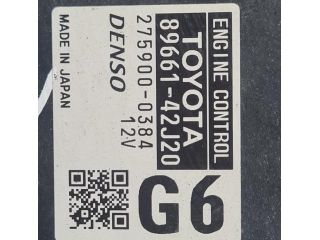 ENGINE CONTROL
TOYOTA
89661-42J20
275900-0384
12V
DENSO
MADE IN JAPAN
G6